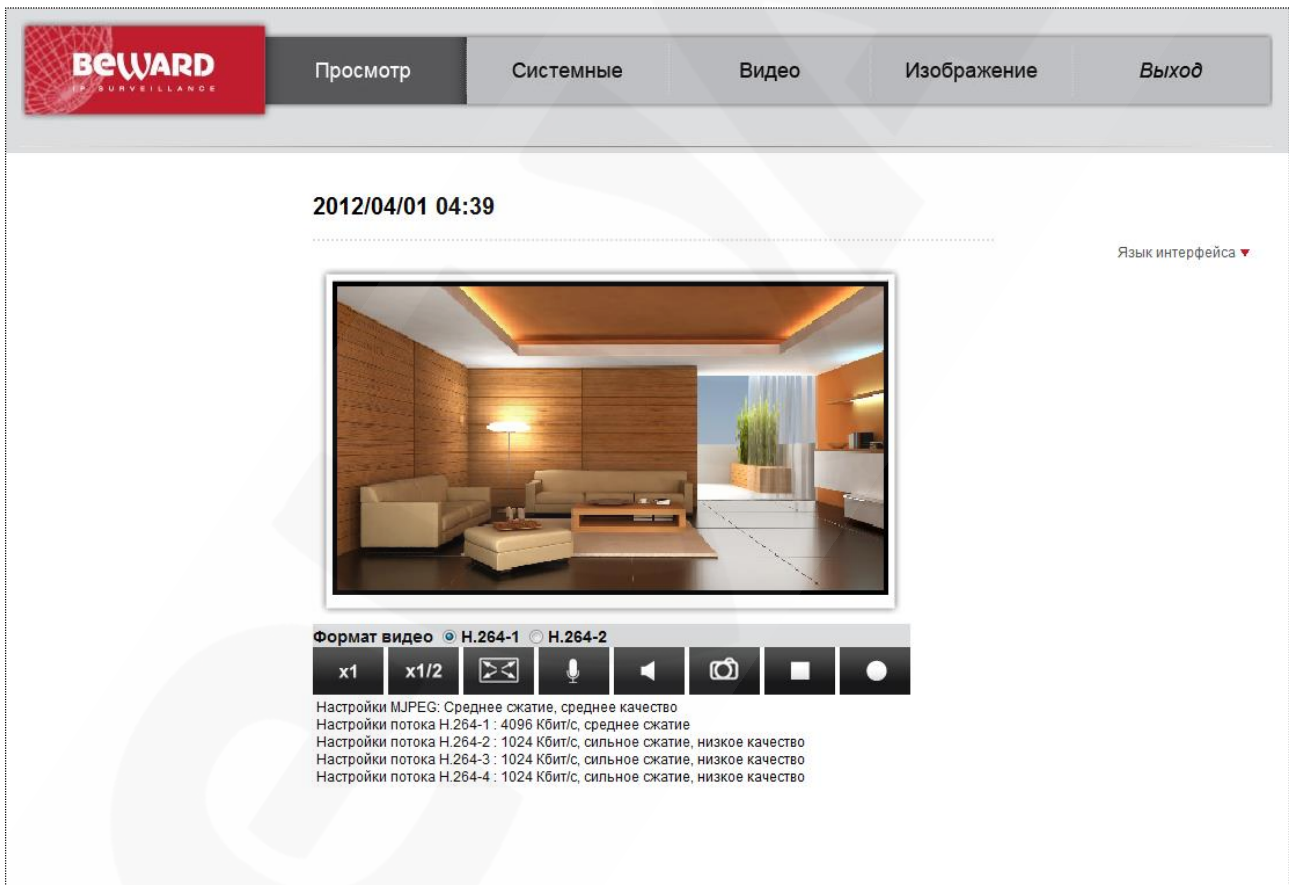 BEWARD
IP SURVEILLANCE
Просмотр
Системные
Видео
Изображение
Выход
2012/04/01 04:39
Язык интерфейса
Формат видео H.264-1 H.264-2
x1 x1/2
Настройки MJPEG: Среднее сжатие, среднее качество
Настройки потока H.264-1 : 4096 Кбит/с, среднее сжатие
Настройки потока H.264-2 : 1024 Кбит/с, сильное сжатие, низкое качество
Настройки потока H.264-3 : 1024 Кбит/с, сильное сжатие, низкое качество
Настройки потока H.264-4 : 1024 Кбит/с, сильное сжатие, низкое качество